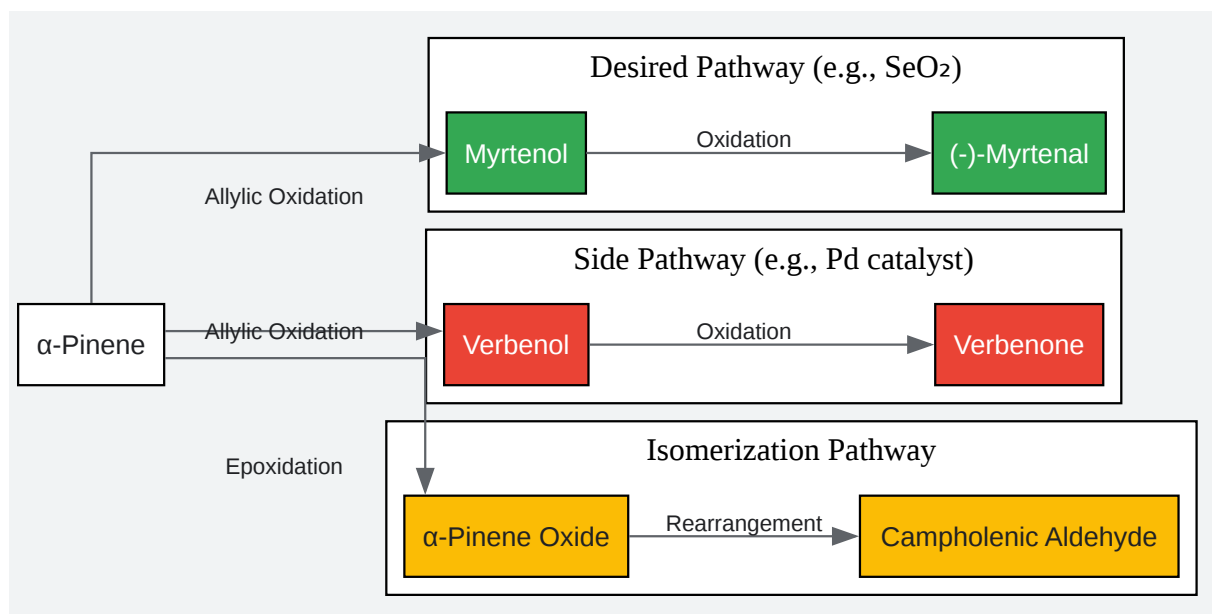 Desired Pathway (e.g., SeO₂)
Myrtenol
Oxidation
(-)-Myrtenal
Allylic Oxidation
Side Pathway (e.g., Pd catalyst)
α-Pinene
Allylic Oxidation
Verbenol
Oxidation
Verbenone
Isomerization Pathway
Epoxidation
α-Pinene Oxide
Rearrangement
Campholenic Aldehyde